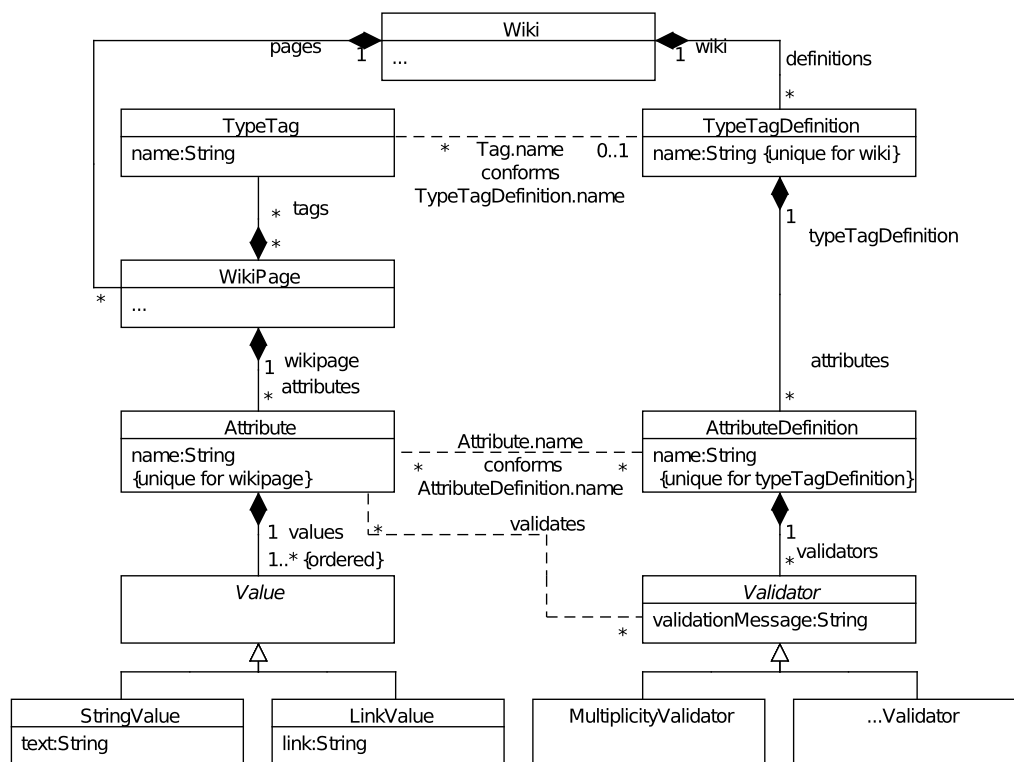 Wiki
pages
1
...
1
wiki
definitions
*
TypeTag
name:String
TypeTagDefinition
name:String {unique for wiki}
*
Tag.name
0..1
conforms
TypeTagDefinition.name
* tags
*
1
typeTagDefinition
WikiPage
...
*
1 wikipage
* attributes
attributes
*
Attribute
name:String
{unique for wikipage}
AttributeDefinition
name:String
{unique for typeTagDefinition}
Attribute.name
* conforms *
AttributeDefinition.name
1 values
1..* {ordered}
* validates
1
* validators
Value
Validator
validationMessage:String
*
StringValue
text:String
LinkValue
link:String
MultiplicityValidator
...Validator